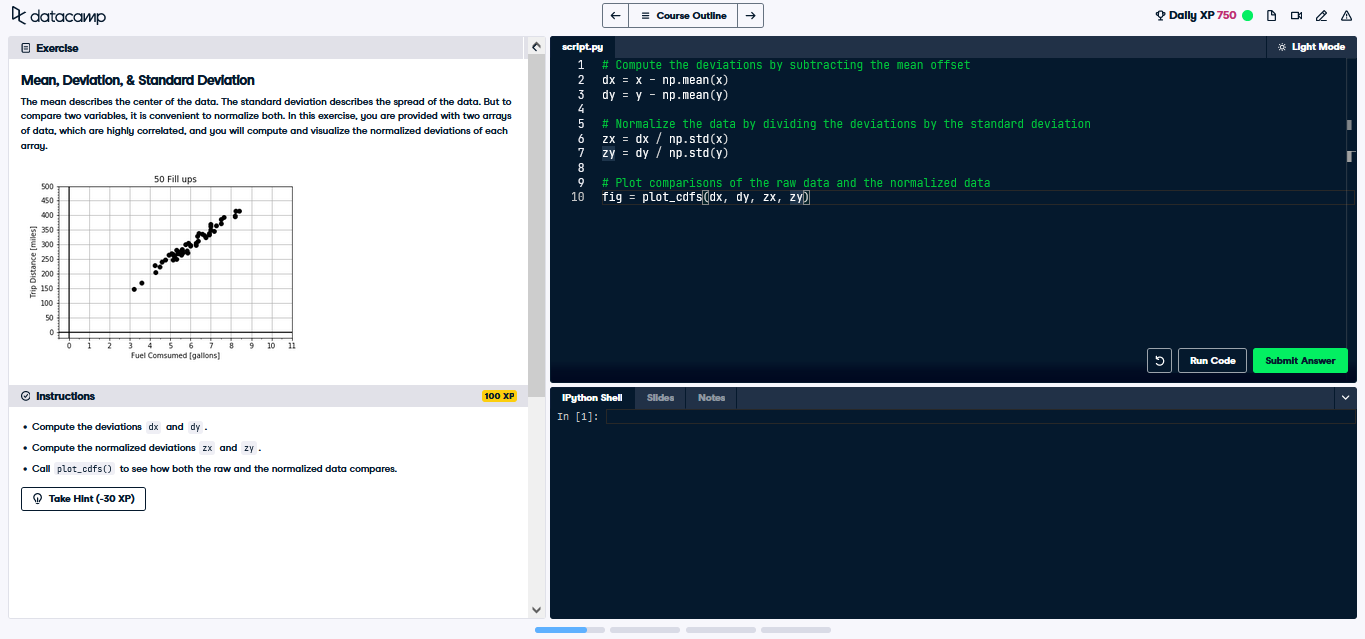 datacamp
Course Outline
Daily XP 750
Exercise
Mean, Deviation, & Standard Deviation
The mean describes the center of the data. The standard deviation describes the spread of the data. But to
compare two variables, it is convenient to normalize both. In this exercise, you are provided with two arrays
of data, which are highly correlated, and you will compute and visualize the normalized deviations of each
array.
50 Fill ups
500
450
400
350
300
250
200
150
100
50
0
Trip Distance [miles]
0 1 2 3 4 5 6 7 8 9 10 11
Fuel Comsumed [gallons]
Instructions
100 XP
• Compute the deviations dx and dy .
• Compute the normalized deviations zx and zy .
• Call plot_cdfs() to see how both the raw and the normalized data compares.
Take Hint (-30 XP)
script.py
Light Mode
1 # Compute the deviations by subtracting the mean offset
2 dx = x - np.mean(x)
3 dy = y - np.mean(y)
4
5 # Normalize the data by dividing the deviations by the standard deviation
6 zx = dx / np.std(x)
7 zy = dy / np.std(y)
8
9 # Plot comparisons of the raw data and the normalized data
10 fig = plot_cdfs(dx, dy, zx, zy)
Run Code
Submit Answer
IPython Shell
Slides
Notes
In [1]: